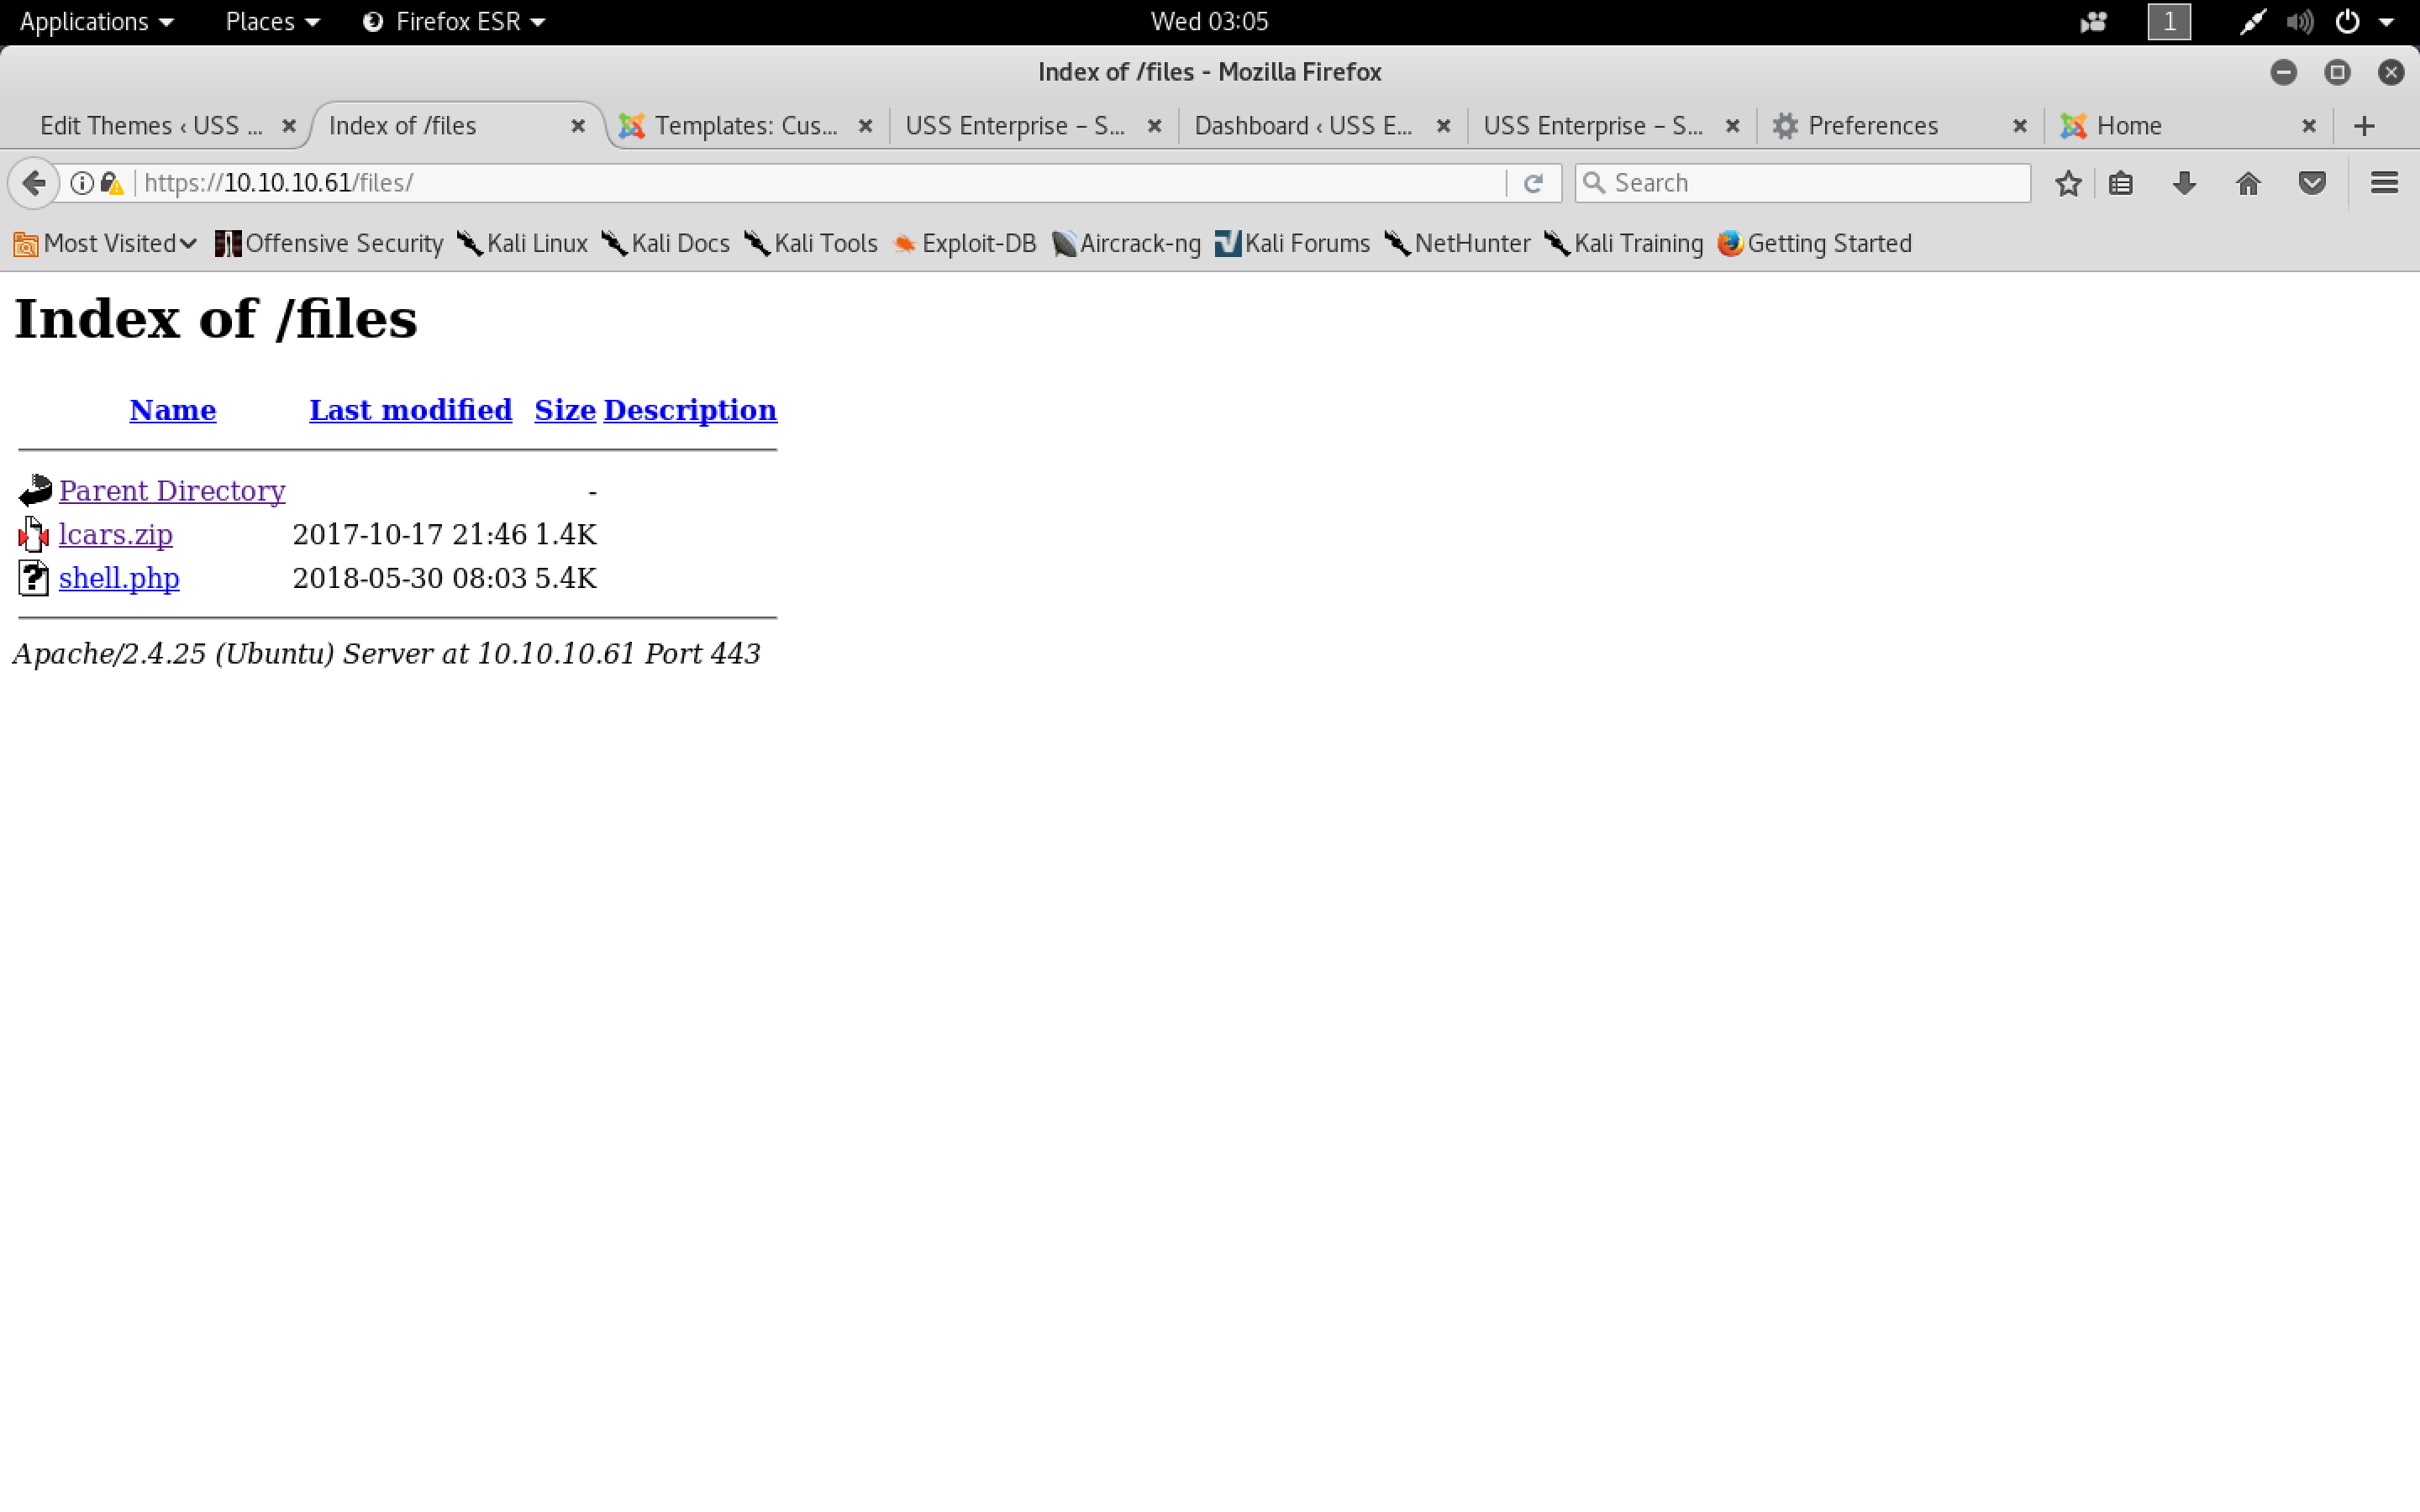 Applications Places Firefox ESR Wed 03:05 1
Index of /files - Mozilla Firefox
Edit Themes ‹ USS ... Index of /files Templates: Cus... USS Enterprise – S... Dashboard ‹ USS E... USS Enterprise – S... Preferences Home
https://10.10.10.61/files/ Search
Most Visited Offensive Security Kali Linux Kali Docs Kali Tools Exploit-DB Aircrack-ng Kali Forums NetHunter Kali Training Getting Started
Index of /files
Name Last modified Size Description
Parent Directory -
lcars.zip 2017-10-17 21:46 1.4K
shell.php 2018-05-30 08:03 5.4K
Apache/2.4.25 (Ubuntu) Server at 10.10.10.61 Port 443